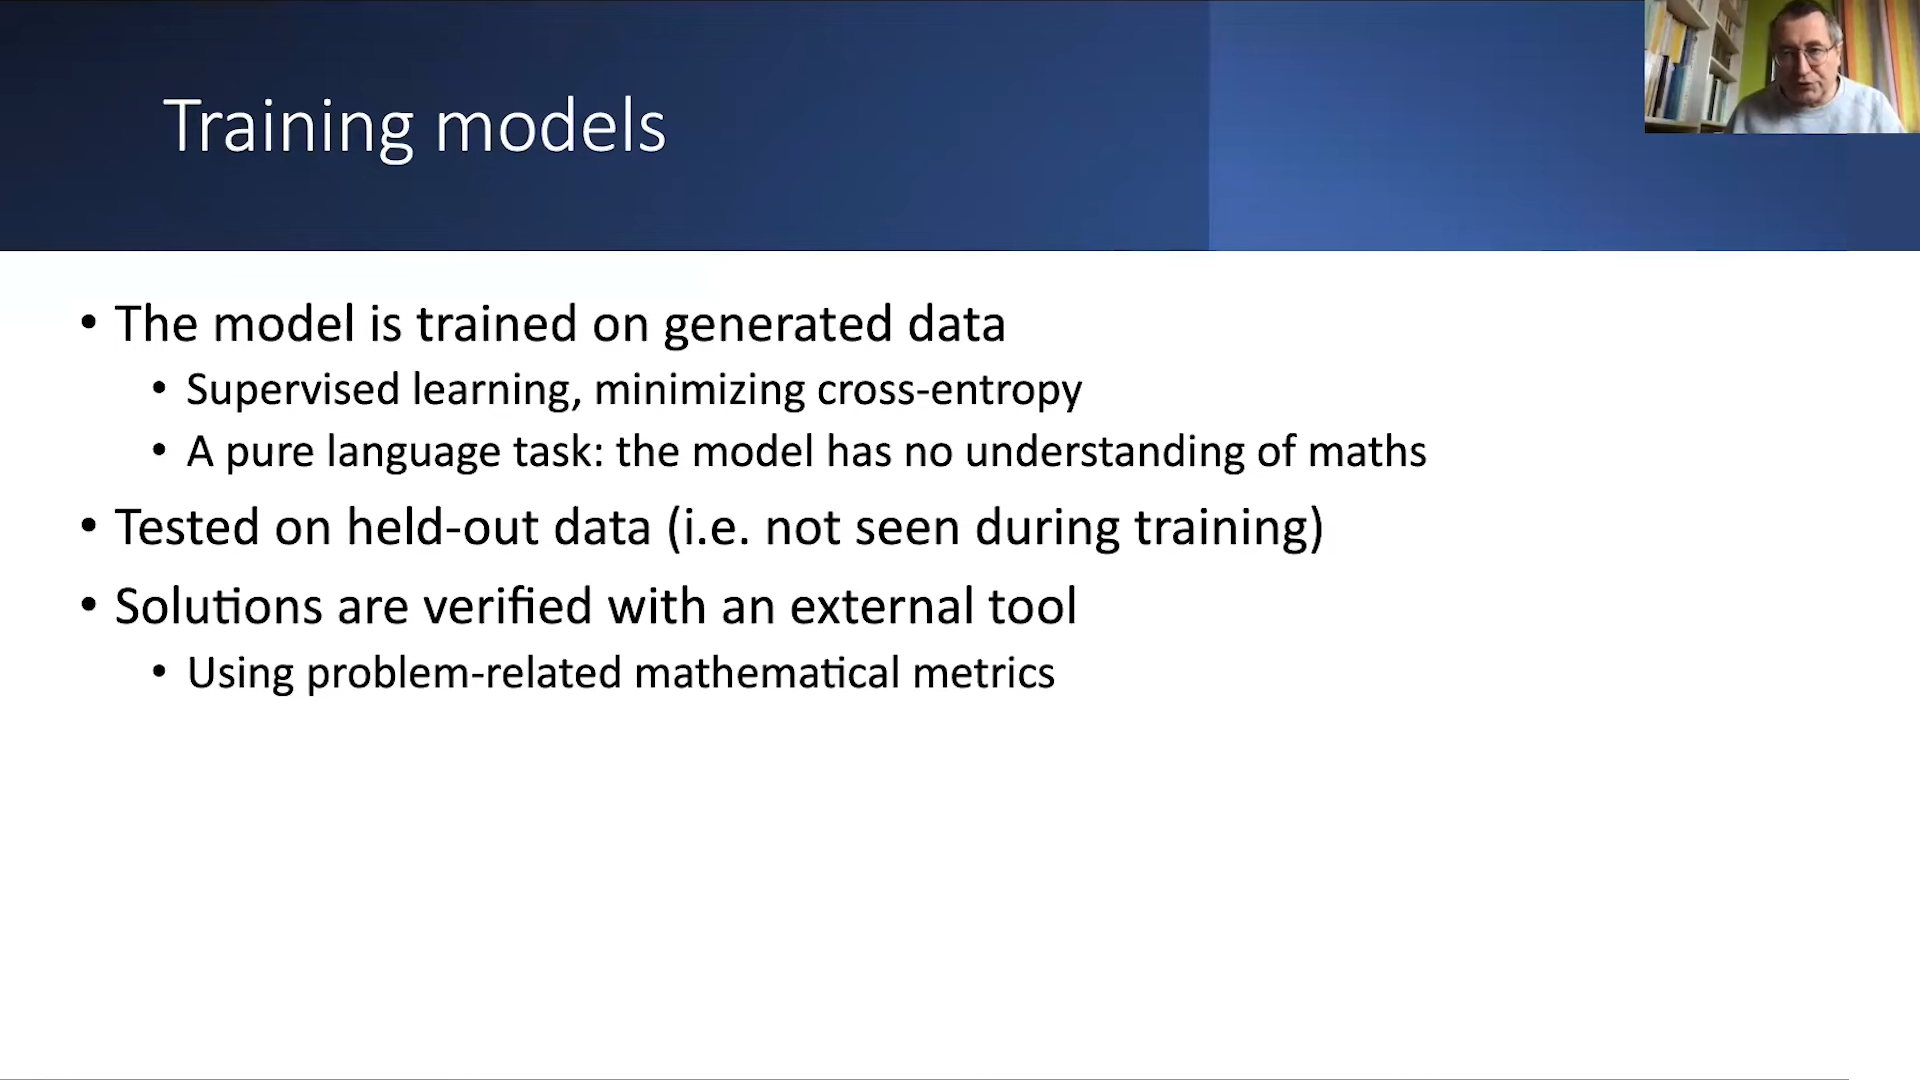 Training models
• The model is trained on generated data
• Supervised learning, minimizing cross-entropy
• A pure language task: the model has no understanding of maths
• Tested on held-out data (i.e. not seen during training)
• Solutions are verified with an external tool
• Using problem-related mathematical metrics